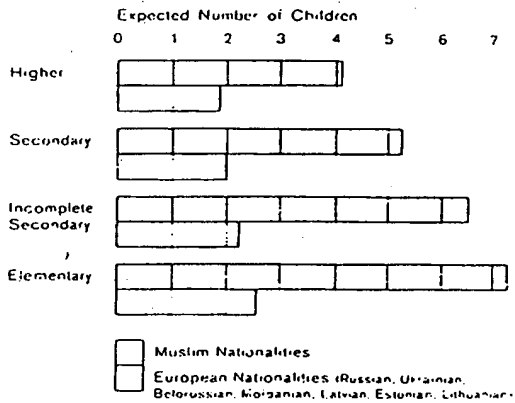 Expected Number of Children
0 1 2 3 4 5 6 7
Higher
Secondary
Incomplete
Secondary
Elementary
Muslim Nationalities
European Nationalities (Russian, Ukrainian,
Belorussian, Latvian, Estonian, Lithuanian)